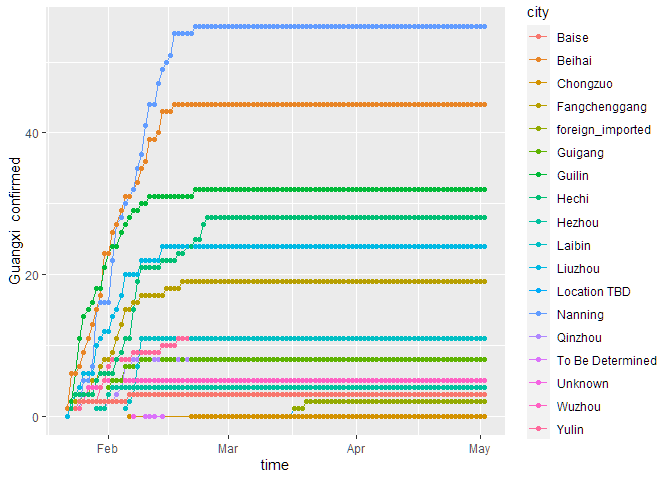 city
Baise
Beihai
Chongzuo
Fangchenggang
foreign_imported
Guigang
Guilin
Hechi
Hezhou
Laibin
Liuzhou
Location TBD
Nanning
Qinzhou
To Be Determined
Unknown
Wuzhou
Yulin
Guangxi confirmed
40
20
0
Feb
Mar
Apr
May
time